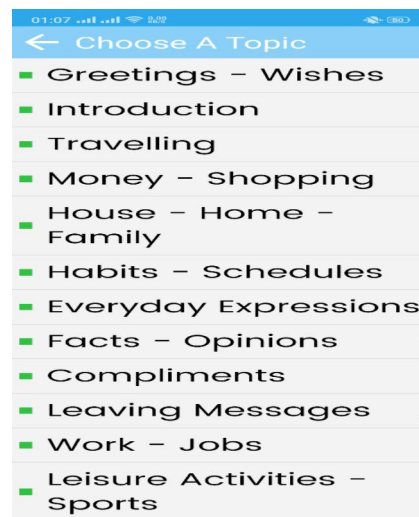 01:07
Choose A Topic
Greetings - Wishes
Introduction
Travelling
Money - Shopping
House - Home -
Family
Habits - Schedules
Everyday Expressions
Facts - Opinions
Compliments
Leaving Messages
Work - Jobs
Leisure Activities -
Sports